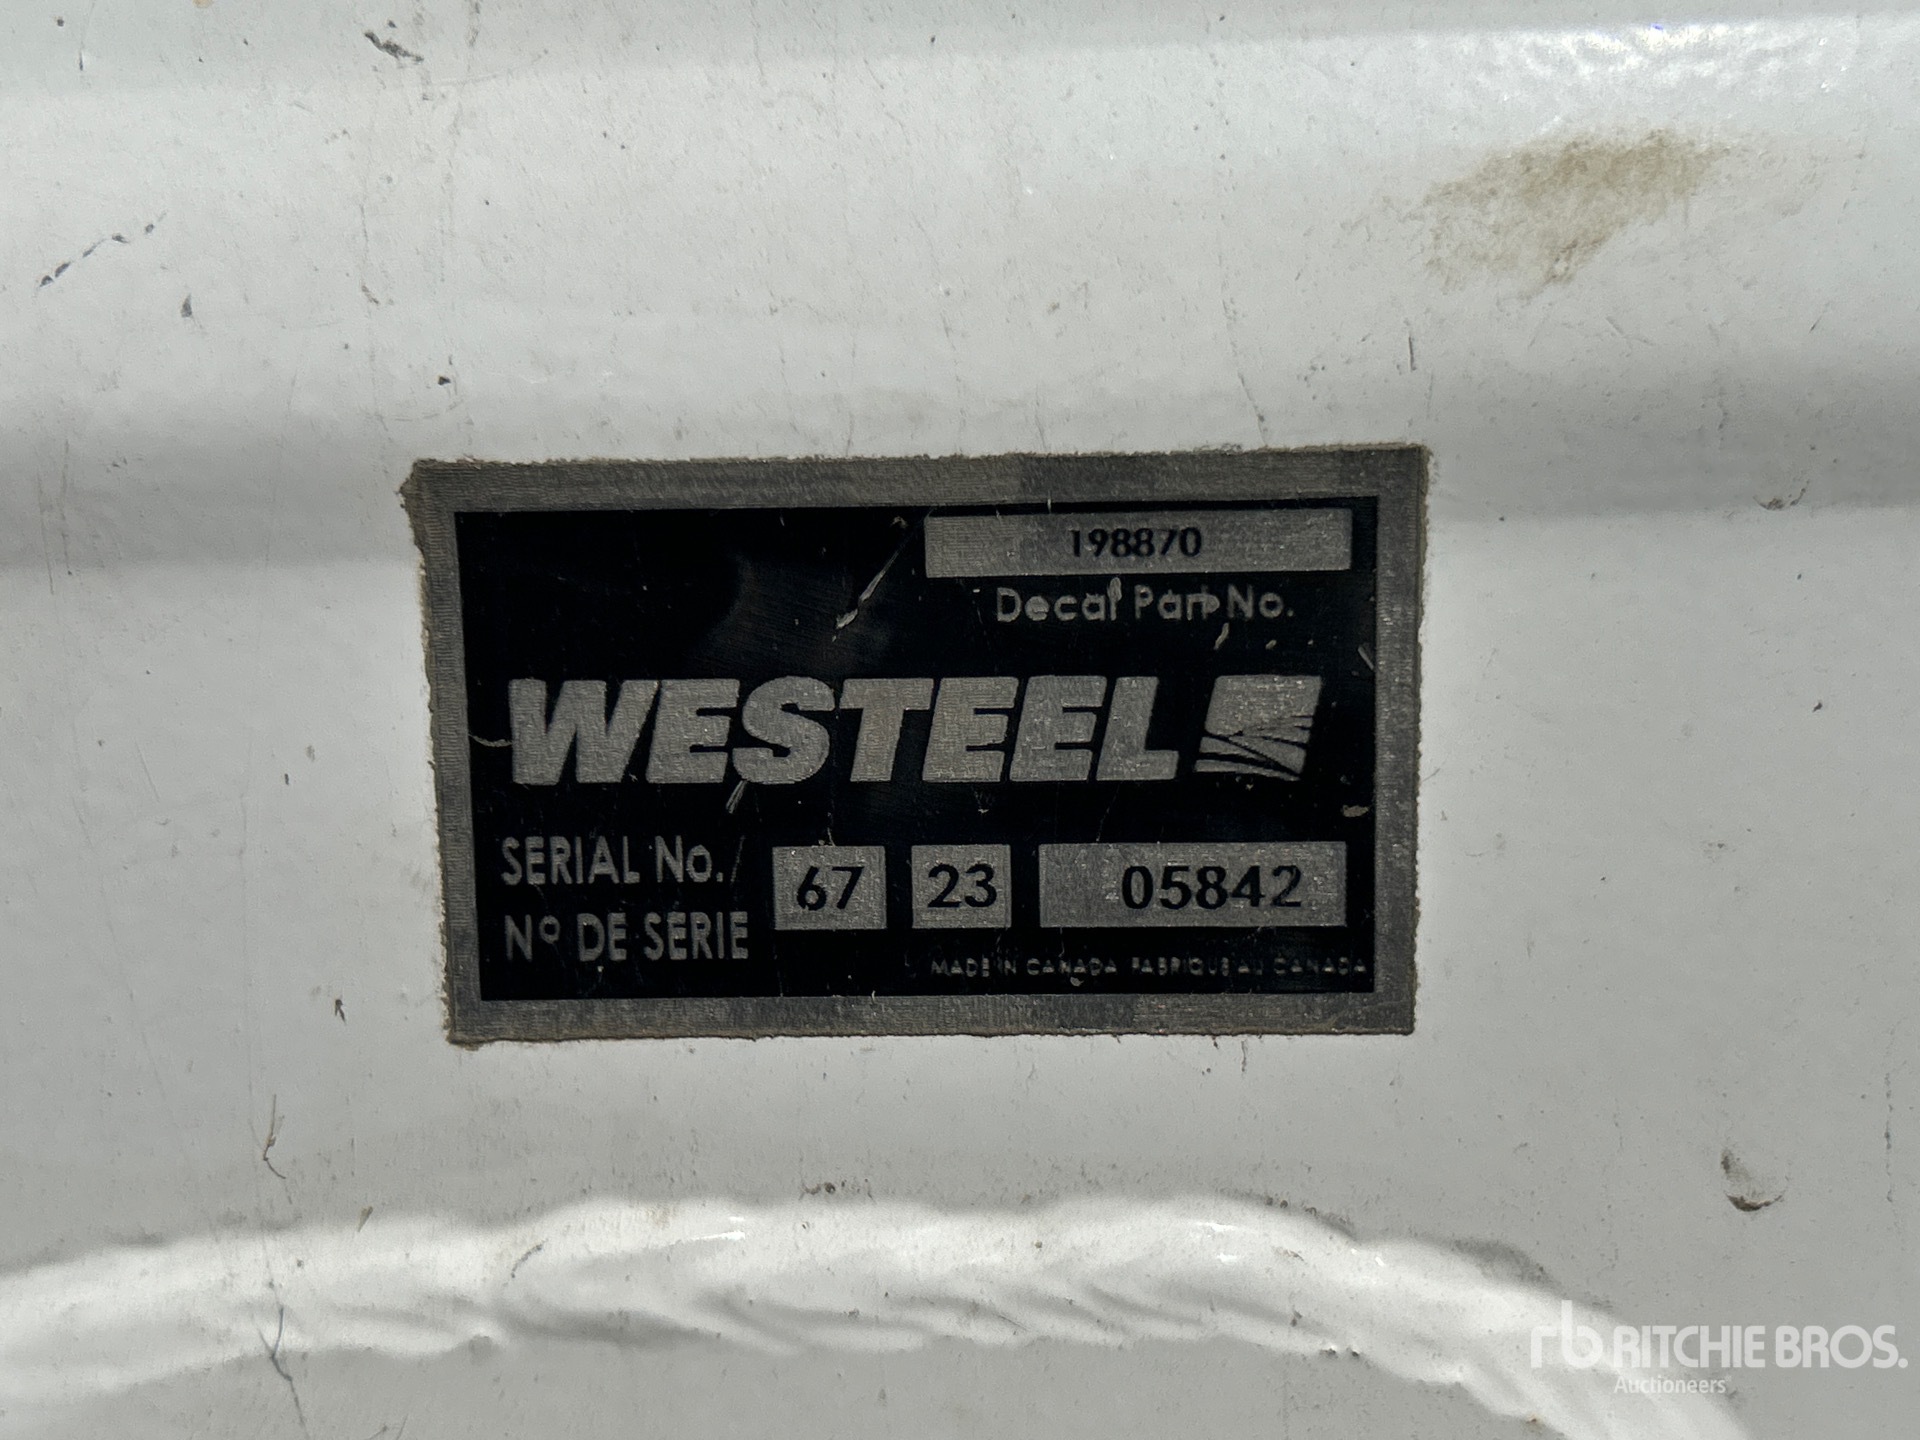 198870
Decal Part No.
WESTEEL
SERIAL No. 67 23 05842
Nº DE SERIE
MADE IN CANADA FABRIQUE AU CANADA
rb RITCHIE BROS.
Auctioneers